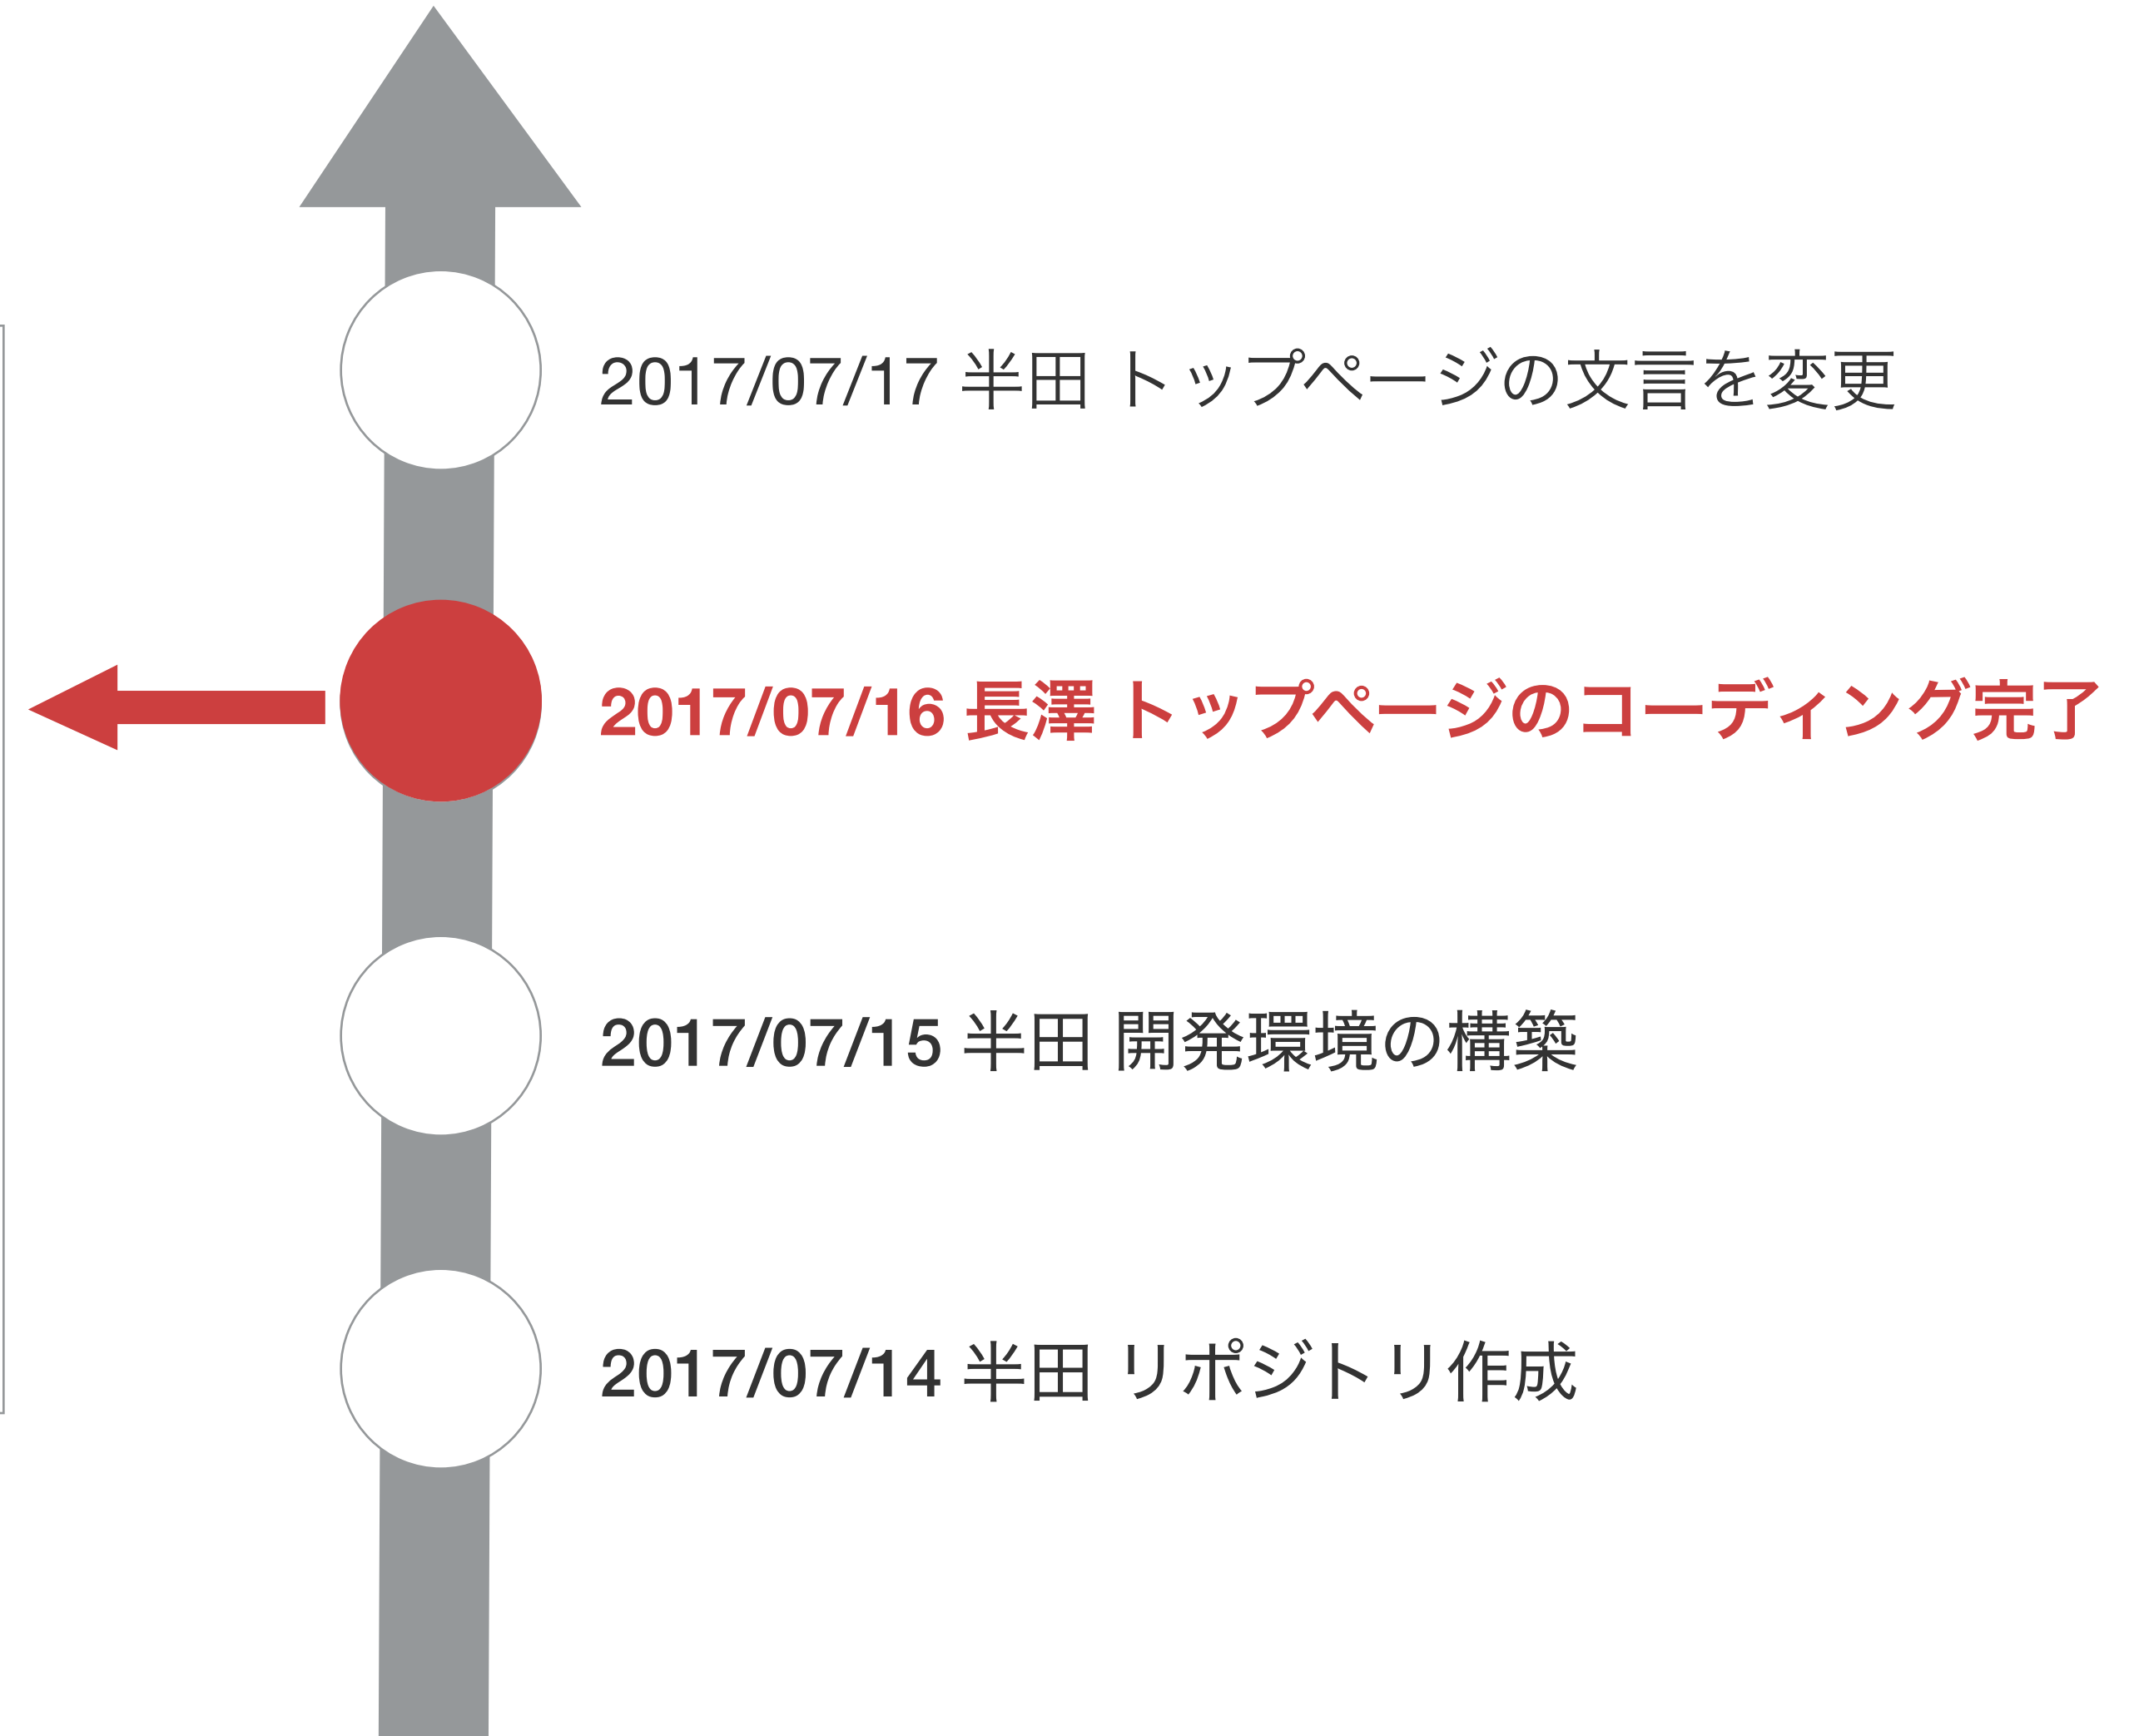 2017/07/17 半田 トップページの文言を変更
2017/07/16 長澤 トップページのコーディング完了
2017/07/15 半田 開発環境の構築
2017/07/14 半田 リポジトリ作成